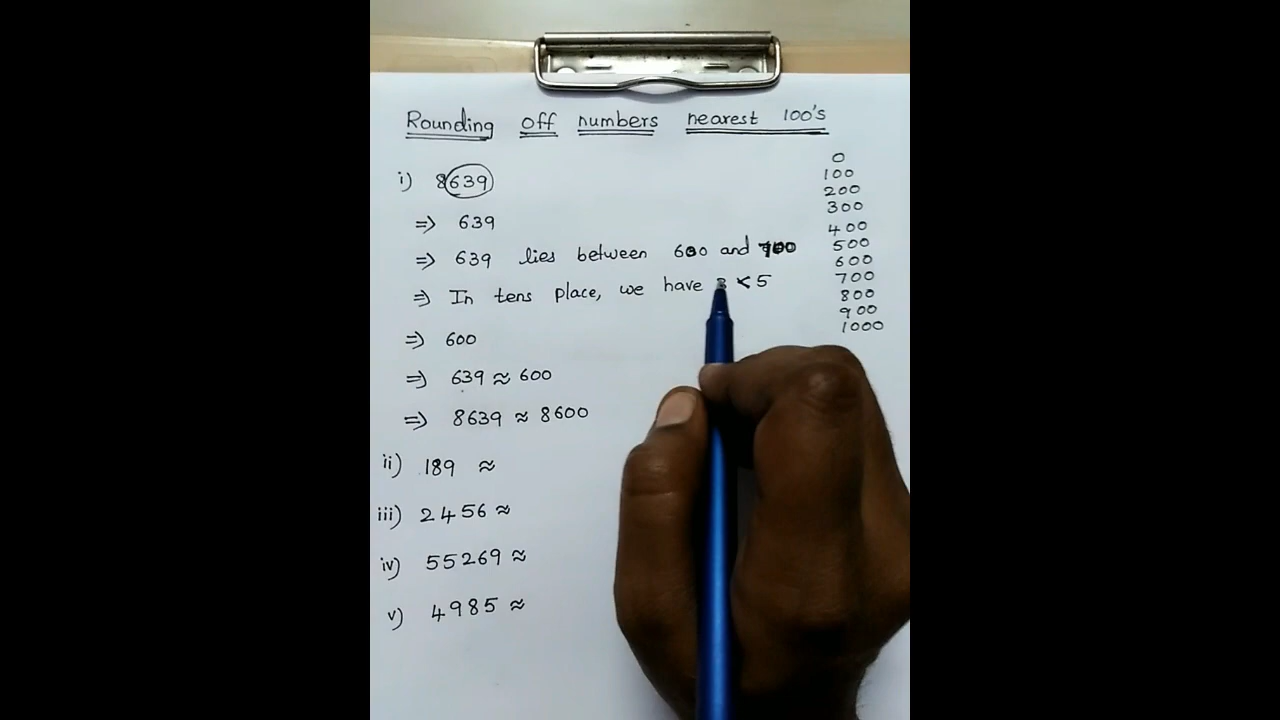 Rounding off numbers nearest 100's
i) 8639
⇒ 639
⇒ 639 lies between 600 and 700
⇒ In tens place, we have 3 < 5
⇒ 600
⇒ 639 ≈ 600
⇒ 8639 ≈ 8600
ii) 189 ≈
iii) 2456 ≈
iv) 55269 ≈
v) 4985 ≈
0
100
200
300
400
500
600
700
800
900
1000